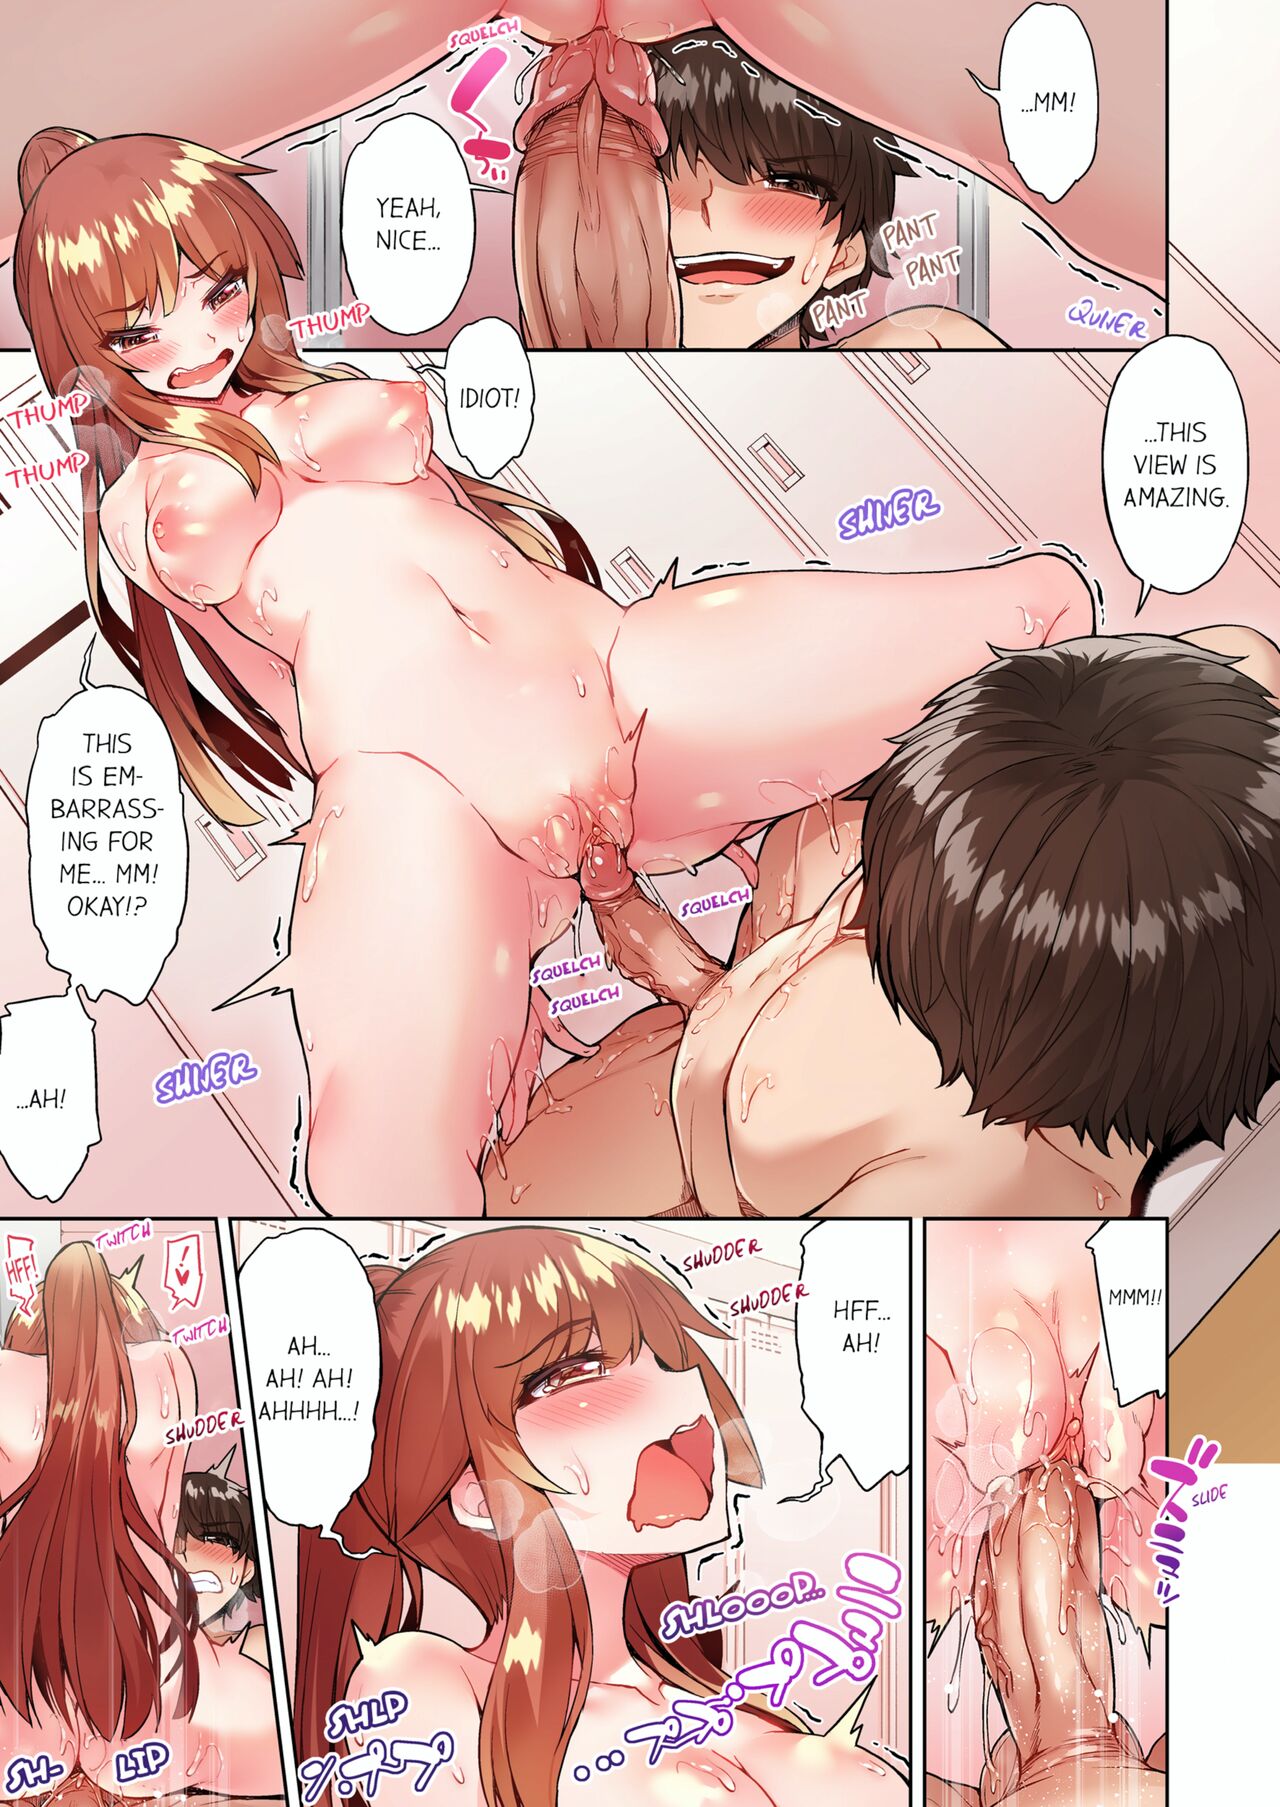 SQUELCH
…MM!
YEAH,
NICE…
PANT
PANT
PANT
THUMP
QUIVER
THUMP
THUMP
IDIOT!
…THIS
VIEW IS
AMAZING.
SHIVER
THIS
IS EM-
BARRASS-
ING FOR
ME… MM!
OKAY!?
SQUELCH
SQUELCH
SQUELCH
SHIVER
…AH!
MMM!!
SLIDE
HFF…
AH!
SHUDDER
SHUDDER
AH…
AH! AH!
AHHHH…!
SHLOOOP…
SHLP
HFF!
TWITCH
TWITCH
SHUDDER
SH-
LIP